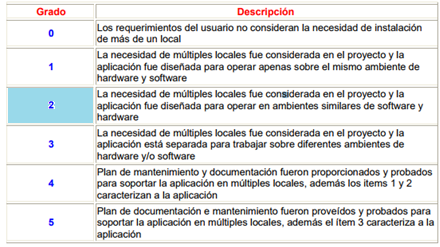 Grado Descripción
0 Los requerimientos del usuario no consideran la necesidad de instalación
de más de un local
1 La necesidad de múltiples locales fue considerada en el proyecto y la
aplicación fue diseñada para operar apenas sobre el mismo ambiente de
hardware y software
2 La necesidad de múltiples locales fue considerada en el proyecto y la
aplicación fue diseñada para operar en ambientes similares de software y
hardware
3 La necesidad de múltiples locales fue considerada en el proyecto y la
aplicación está separada para trabajar sobre diferentes ambientes de
hardware y/o software
4 Plan de mantenimiento y documentación fueron proporcionados y probados
para soportar la aplicación en múltiples locales, además los items 1 y 2
caracterizan a la aplicación
5 Plan de documentación e mantenimiento fueron proveídos y probados para
soportar la aplicación en múltiples locales, además el ítem 3 caracteriza a la
aplicación